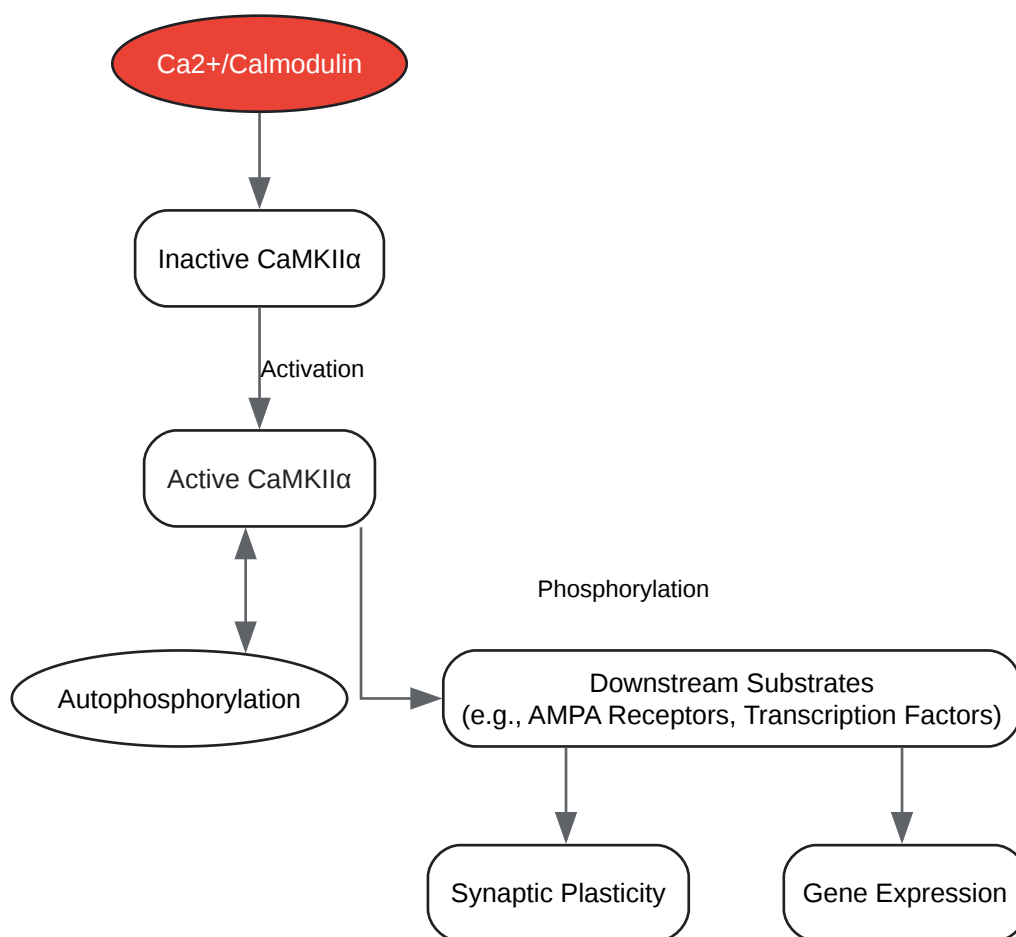 Ca2+/Calmodulin
Inactive CaMKIIα
Activation
Active CaMKIIα
Phosphorylation
Autophosphorylation
Downstream Substrates
(e.g., AMPA Receptors, Transcription Factors)
Synaptic Plasticity
Gene Expression